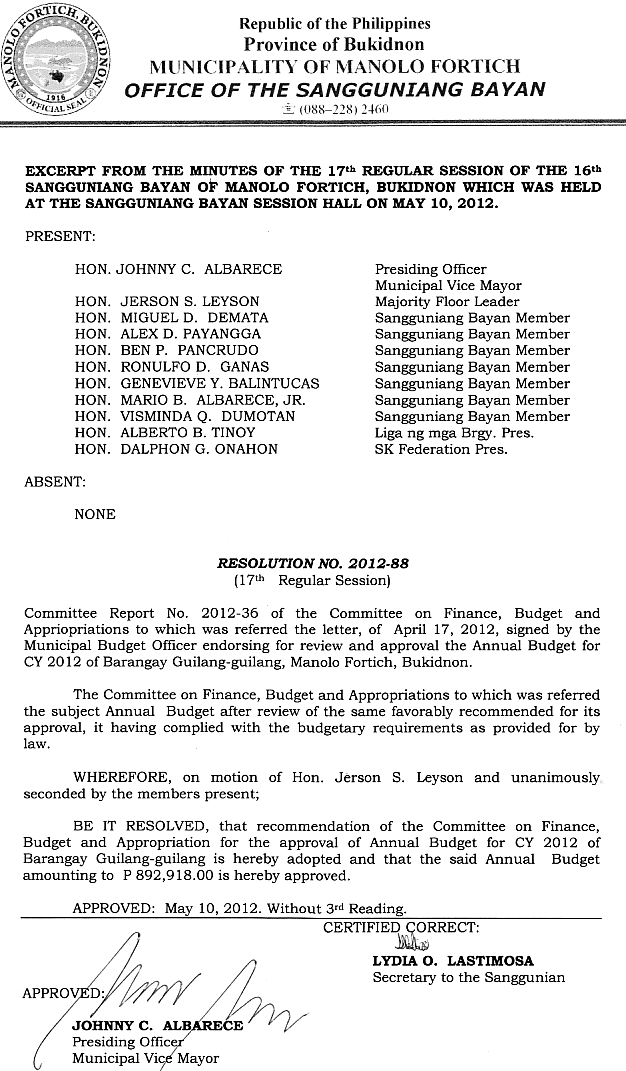 MANOLO FORTICH, BUKIDNON
1916
OFFICIAL SEAL
Republic of the Philippines
Province of Bukidnon
MUNICIPALITY OF MANOLO FORTICH
OFFICE OF THE SANGGUNIANG BAYAN
☏ (088–228) 2460
EXCERPT FROM THE MINUTES OF THE 17th REGULAR SESSION OF THE 16th
SANGGUNIANG BAYAN OF MANOLO FORTICH, BUKIDNON WHICH WAS HELD
AT THE SANGGUNIANG BAYAN SESSION HALL ON MAY 10, 2012.
PRESENT:
HON. JOHNNY C. ALBARECE Presiding Officer
Municipal Vice Mayor
HON. JERSON S. LEYSON Majority Floor Leader
HON. MIGUEL D. DEMATA Sangguniang Bayan Member
HON. ALEX D. PAYANGGA Sangguniang Bayan Member
HON. BEN P. PANCRUDO Sangguniang Bayan Member
HON. RONULFO D. GANAS Sangguniang Bayan Member
HON. GENEVIEVE Y. BALINTUCAS Sangguniang Bayan Member
HON. MARIO B. ALBARECE, JR. Sangguniang Bayan Member
HON. VISMINDA Q. DUMOTAN Sangguniang Bayan Member
HON. ALBERTO B. TINOY Liga ng mga Brgy. Pres.
HON. DALPHON G. ONAHON SK Federation Pres.
ABSENT:
NONE
RESOLUTION NO. 2012-88
(17th Regular Session)
Committee Report No. 2012-36 of the Committee on Finance, Budget and
Appriopriations to which was referred the letter, of April 17, 2012, signed by the
Municipal Budget Officer endorsing for review and approval the Annual Budget for
CY 2012 of Barangay Guilang-guilang, Manolo Fortich, Bukidnon.
The Committee on Finance, Budget and Appropriations to which was referred
the subject Annual Budget after review of the same favorably recommended for its
approval, it having complied with the budgetary requirements as provided for by
law.
WHEREFORE, on motion of Hon. Jerson S. Leyson and unanimously
seconded by the members present;
BE IT RESOLVED, that recommendation of the Committee on Finance,
Budget and Appropriation for the approval of Annual Budget for CY 2012 of
Barangay Guilang-guilang is hereby adopted and that the said Annual Budget
amounting to P 892,918.00 is hereby approved.
APPROVED: May 10, 2012. Without 3rd Reading.
CERTIFIED CORRECT:
LYDIA O. LASTIMOSA
Secretary to the Sanggunian
APPROVED:
JOHNNY C. ALBARECE
Presiding Officer
Municipal Vice Mayor